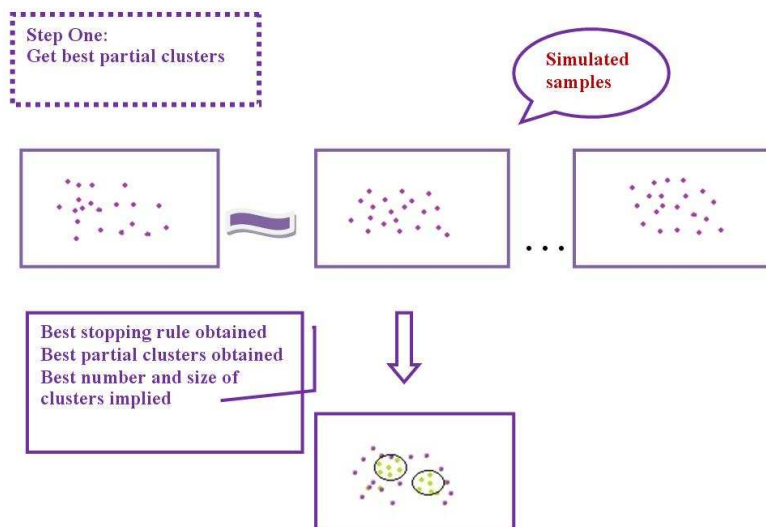 Step One:
Get best partial clusters
Simulated
samples
...
Best stopping rule obtained
Best partial clusters obtained
Best number and size of
clusters implied